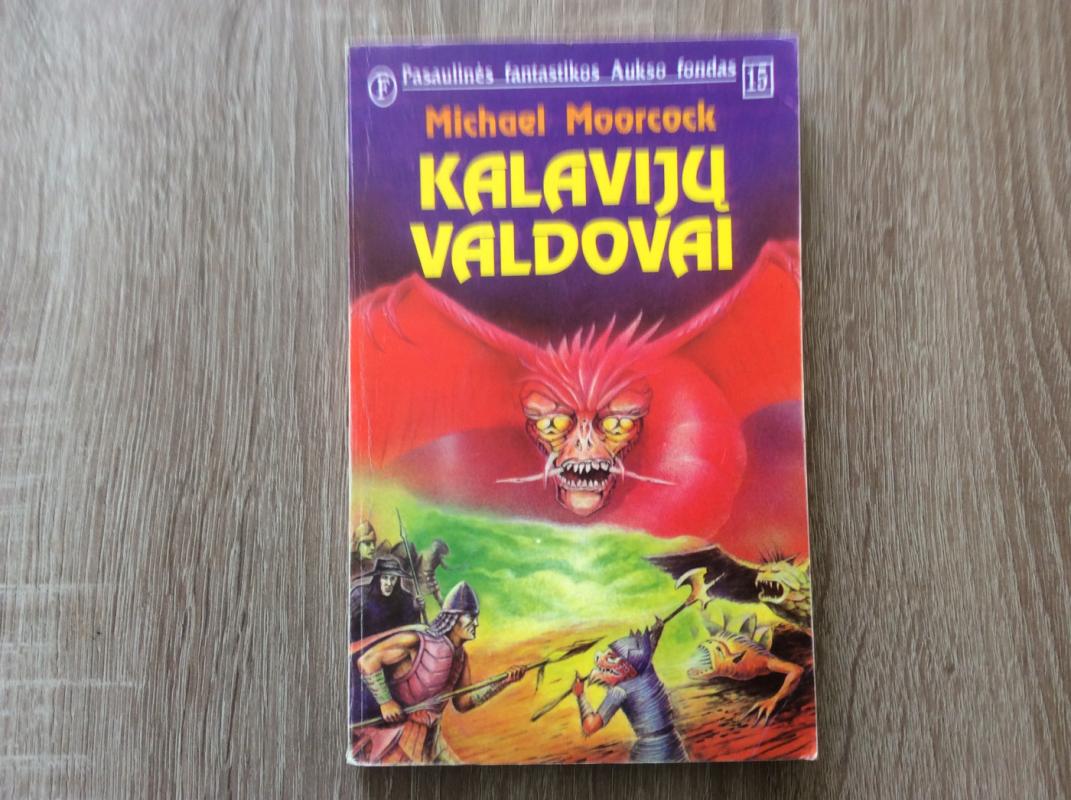 F Pasaulinės fantastikos Aukso fondas 15
Michael Moorcock
KALAVIJŲ
VALDOVAI